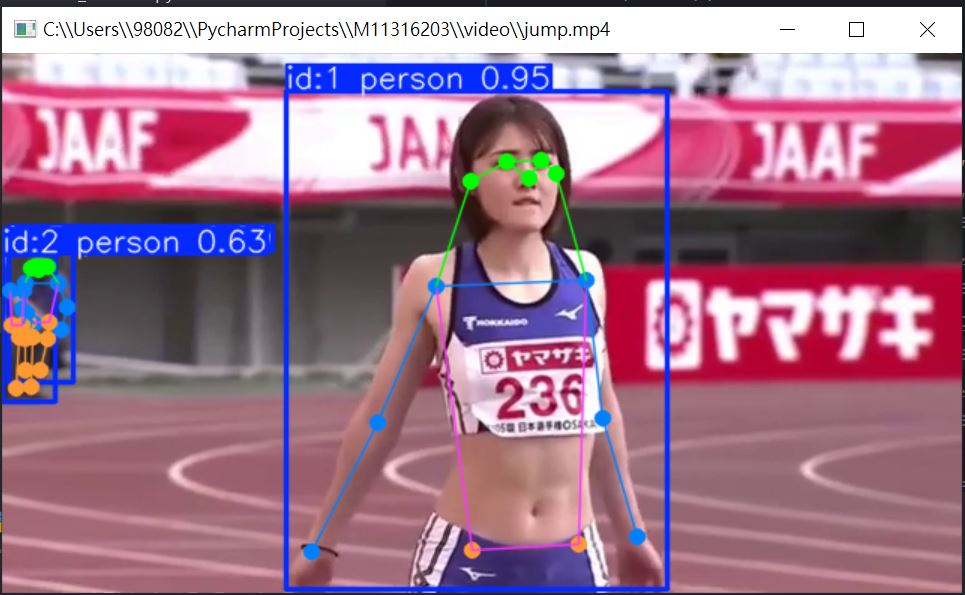 C:\\Users\\98082\\PycharmProjects\\M11316203\\video\\jump.mp4
id:1 person 0.95
JAAF
JAAF
JAAF
id:2 person 0.63
HOKKAIDO
ヤマザキ
ヤマザキ
236
日本選手権OSAKA